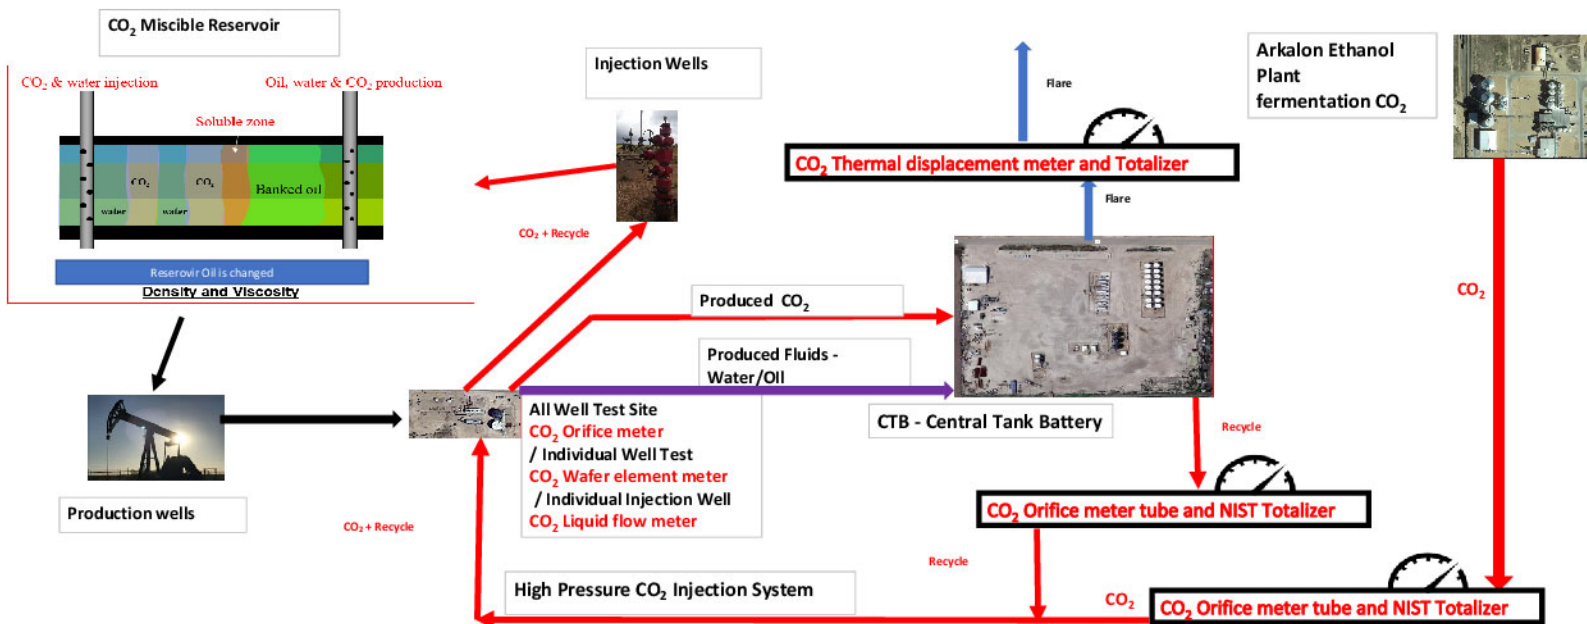 CO₂ Miscible Reservoir
CO₂ & water injection
Oil, water & CO₂ production
Soluble zone
CO₂
CO₂
Banked oil
water
water
Reservoir Oil is changed
Density and Viscosity
Production wells
Injection Wells
CO₂ + Recycle
Produced CO₂
Produced Fluids -
Water/Oil
All Well Test Site
CO₂ Orifice meter
/ Individual Well Test
CO₂ Wafer element meter
/ Individual Injection Well
CO₂ Liquid flow meter
CO₂ + Recycle
High Pressure CO₂ Injection System
Flare
CO₂ Thermal displacement meter and Totalizer
Flare
CTB - Central Tank Battery
Recycle
CO₂ Orifice meter tube and NIST Totalizer
Recycle
CO₂
CO₂ Orifice meter tube and NIST Totalizer
Arkalon Ethanol
Plant
fermentation CO₂
CO₂